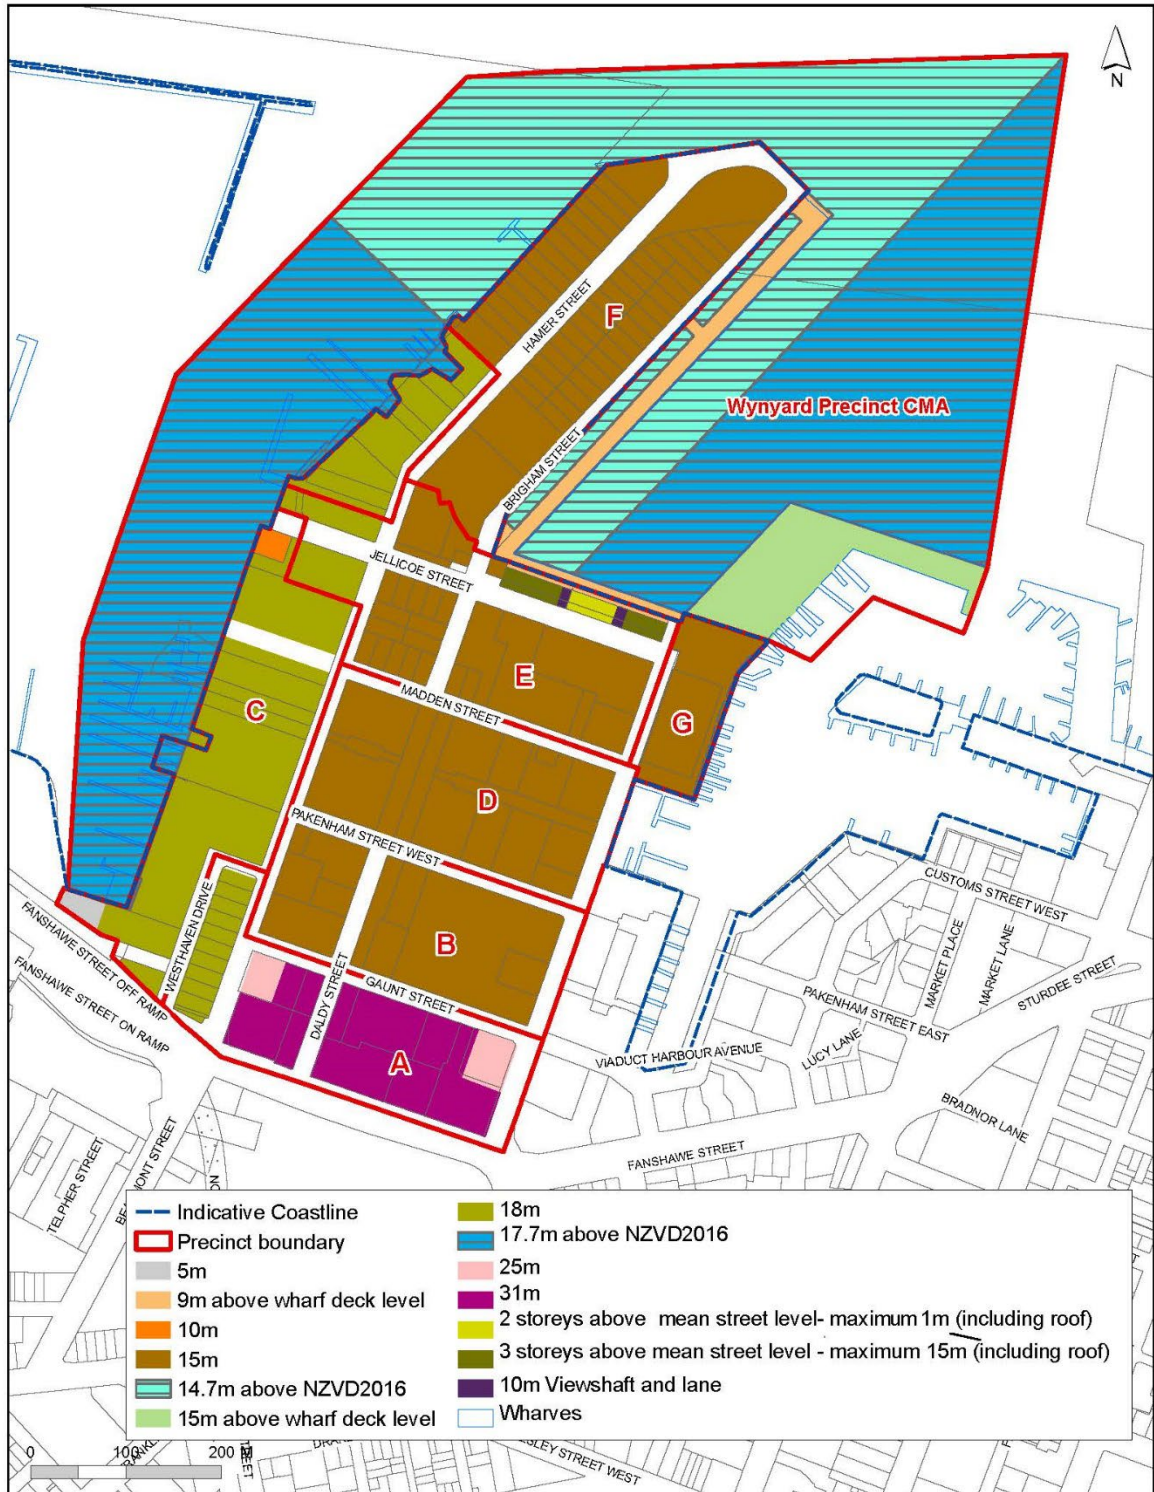 N
HAMER STREET
F
Wynyard Precinct CMA
BRIGHAM STREET
JELLICOE STREET
E
MADDEN STREET
C
G
D
PAKENHAM STREET WEST
CUSTOMS STREET WEST
WESTHAVEN DRIVE
FANSHAWE STREET OFF RAMP
FANSHAWE STREET ON RAMP
B
MARKET PLACE
MARKET LANE
STURDEE STREET
GAUNT STREET
DALDY STREET
PAKENHAM STREET EAST
LUCY LANE
VIADUCT HARBOUR AVENUE
A
BRADNOR LANE
FANSHAWE STREET
TELPHER STREET
STREET
Indicative Coastline
Precinct boundary
5m
9m above wharf deck level
10m
15m
14.7m above NZVD2016
15m above wharf deck level
18m
17.7m above NZVD2016
25m
31m
2 storeys above mean street level- maximum 1m (including roof)
3 storeys above mean street level - maximum 15m (including roof)
10m Viewshaft and lane
Wharves
0 100 200 M
STREET WEST